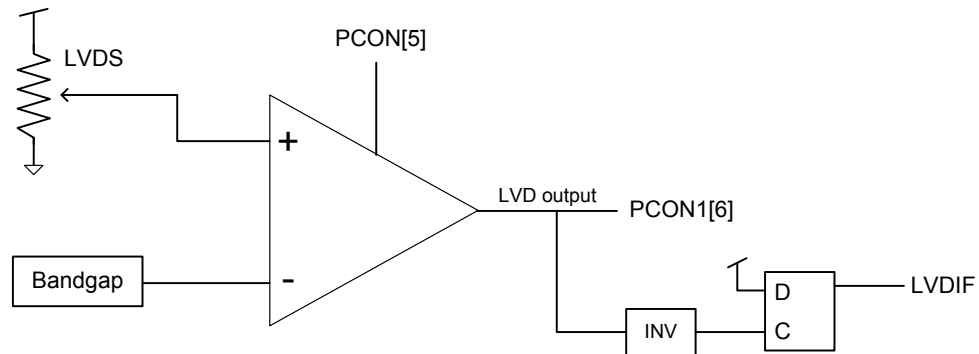 PCON[5]
LVDS
+
LVD output
PCON1[6]
Bandgap
-
D
LVDIF
INV
C